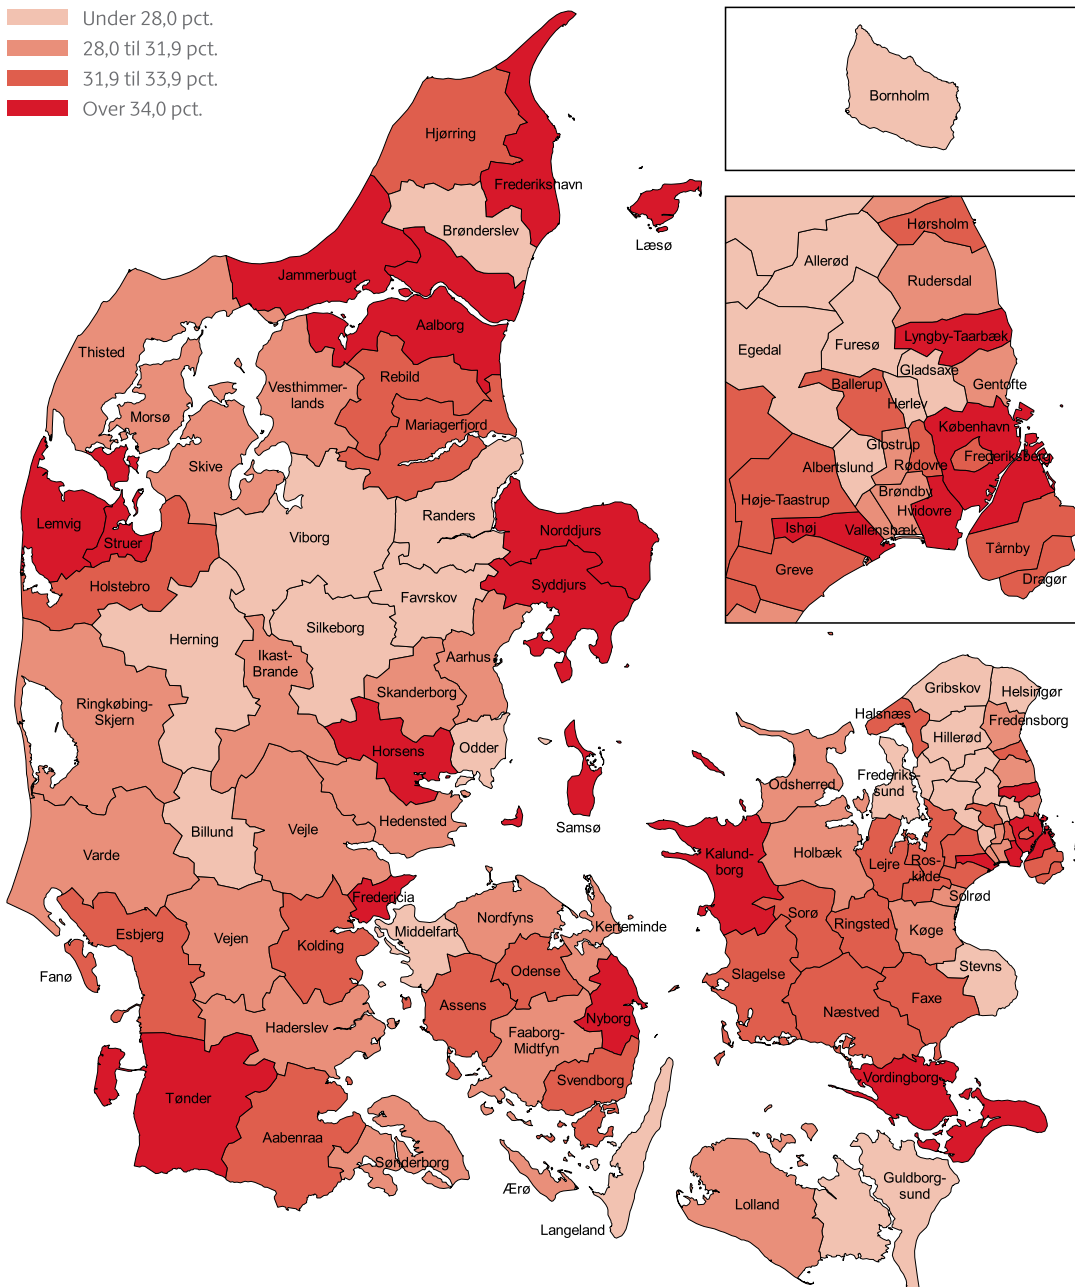 Under 28,0 pct.
28,0 til 31,9 pct.
31,9 til 33,9 pct.
Over 34,0 pct.
Hjørring
Frederikshavn
Brønderslev
Læsø
Jammerbugt
Aalborg
Thisted
Vesthimmer-
lands
Rebild
Morsø
Mariagerfjord
Skive
Lemvig
Struer
Viborg
Randers
Norddjurs
Holstebro
Syddjurs
Favrskov
Silkeborg
Herning
Ikast-
Brande
Aarhus
Skanderborg
Ringkøbing-
Skjern
Horsens
Odder
Samsø
Hedensted
Billund
Vejle
Varde
Fredericia
Esbjerg
Vejen
Kolding
Middelfart
Nordfyns
Kerteminde
Fanø
Odense
Assens
Nyborg
Haderslev
Faaborg-
Midtfyn
Svendborg
Tønder
Aabenraa
Sønderborg
Ærø
Langeland
Bornholm
Hørsholm
Allerød
Rudersdal
Lyngby-Taarbæk
Egedal
Furesø
Gladsaxe
Gentofte
Ballerup
Herlev
København
Glostrup
Frederiksberg
Albertslund
Rødovre
Brøndby
Høje-Taastrup
Hvidovre
Ishøj
Vallensbæk
Tårnby
Greve
Dragør
Gribskov
Helsingør
Halsnæs
Fredensborg
Hillerød
Frederiks-
sund
Odsherred
Kalund-
borg
Holbæk
Lejre
Ros-
kilde
Solrød
Sorø
Ringsted
Køge
Stevns
Slagelse
Næstved
Faxe
Vordingborg
Guldborg-
sund
Lolland